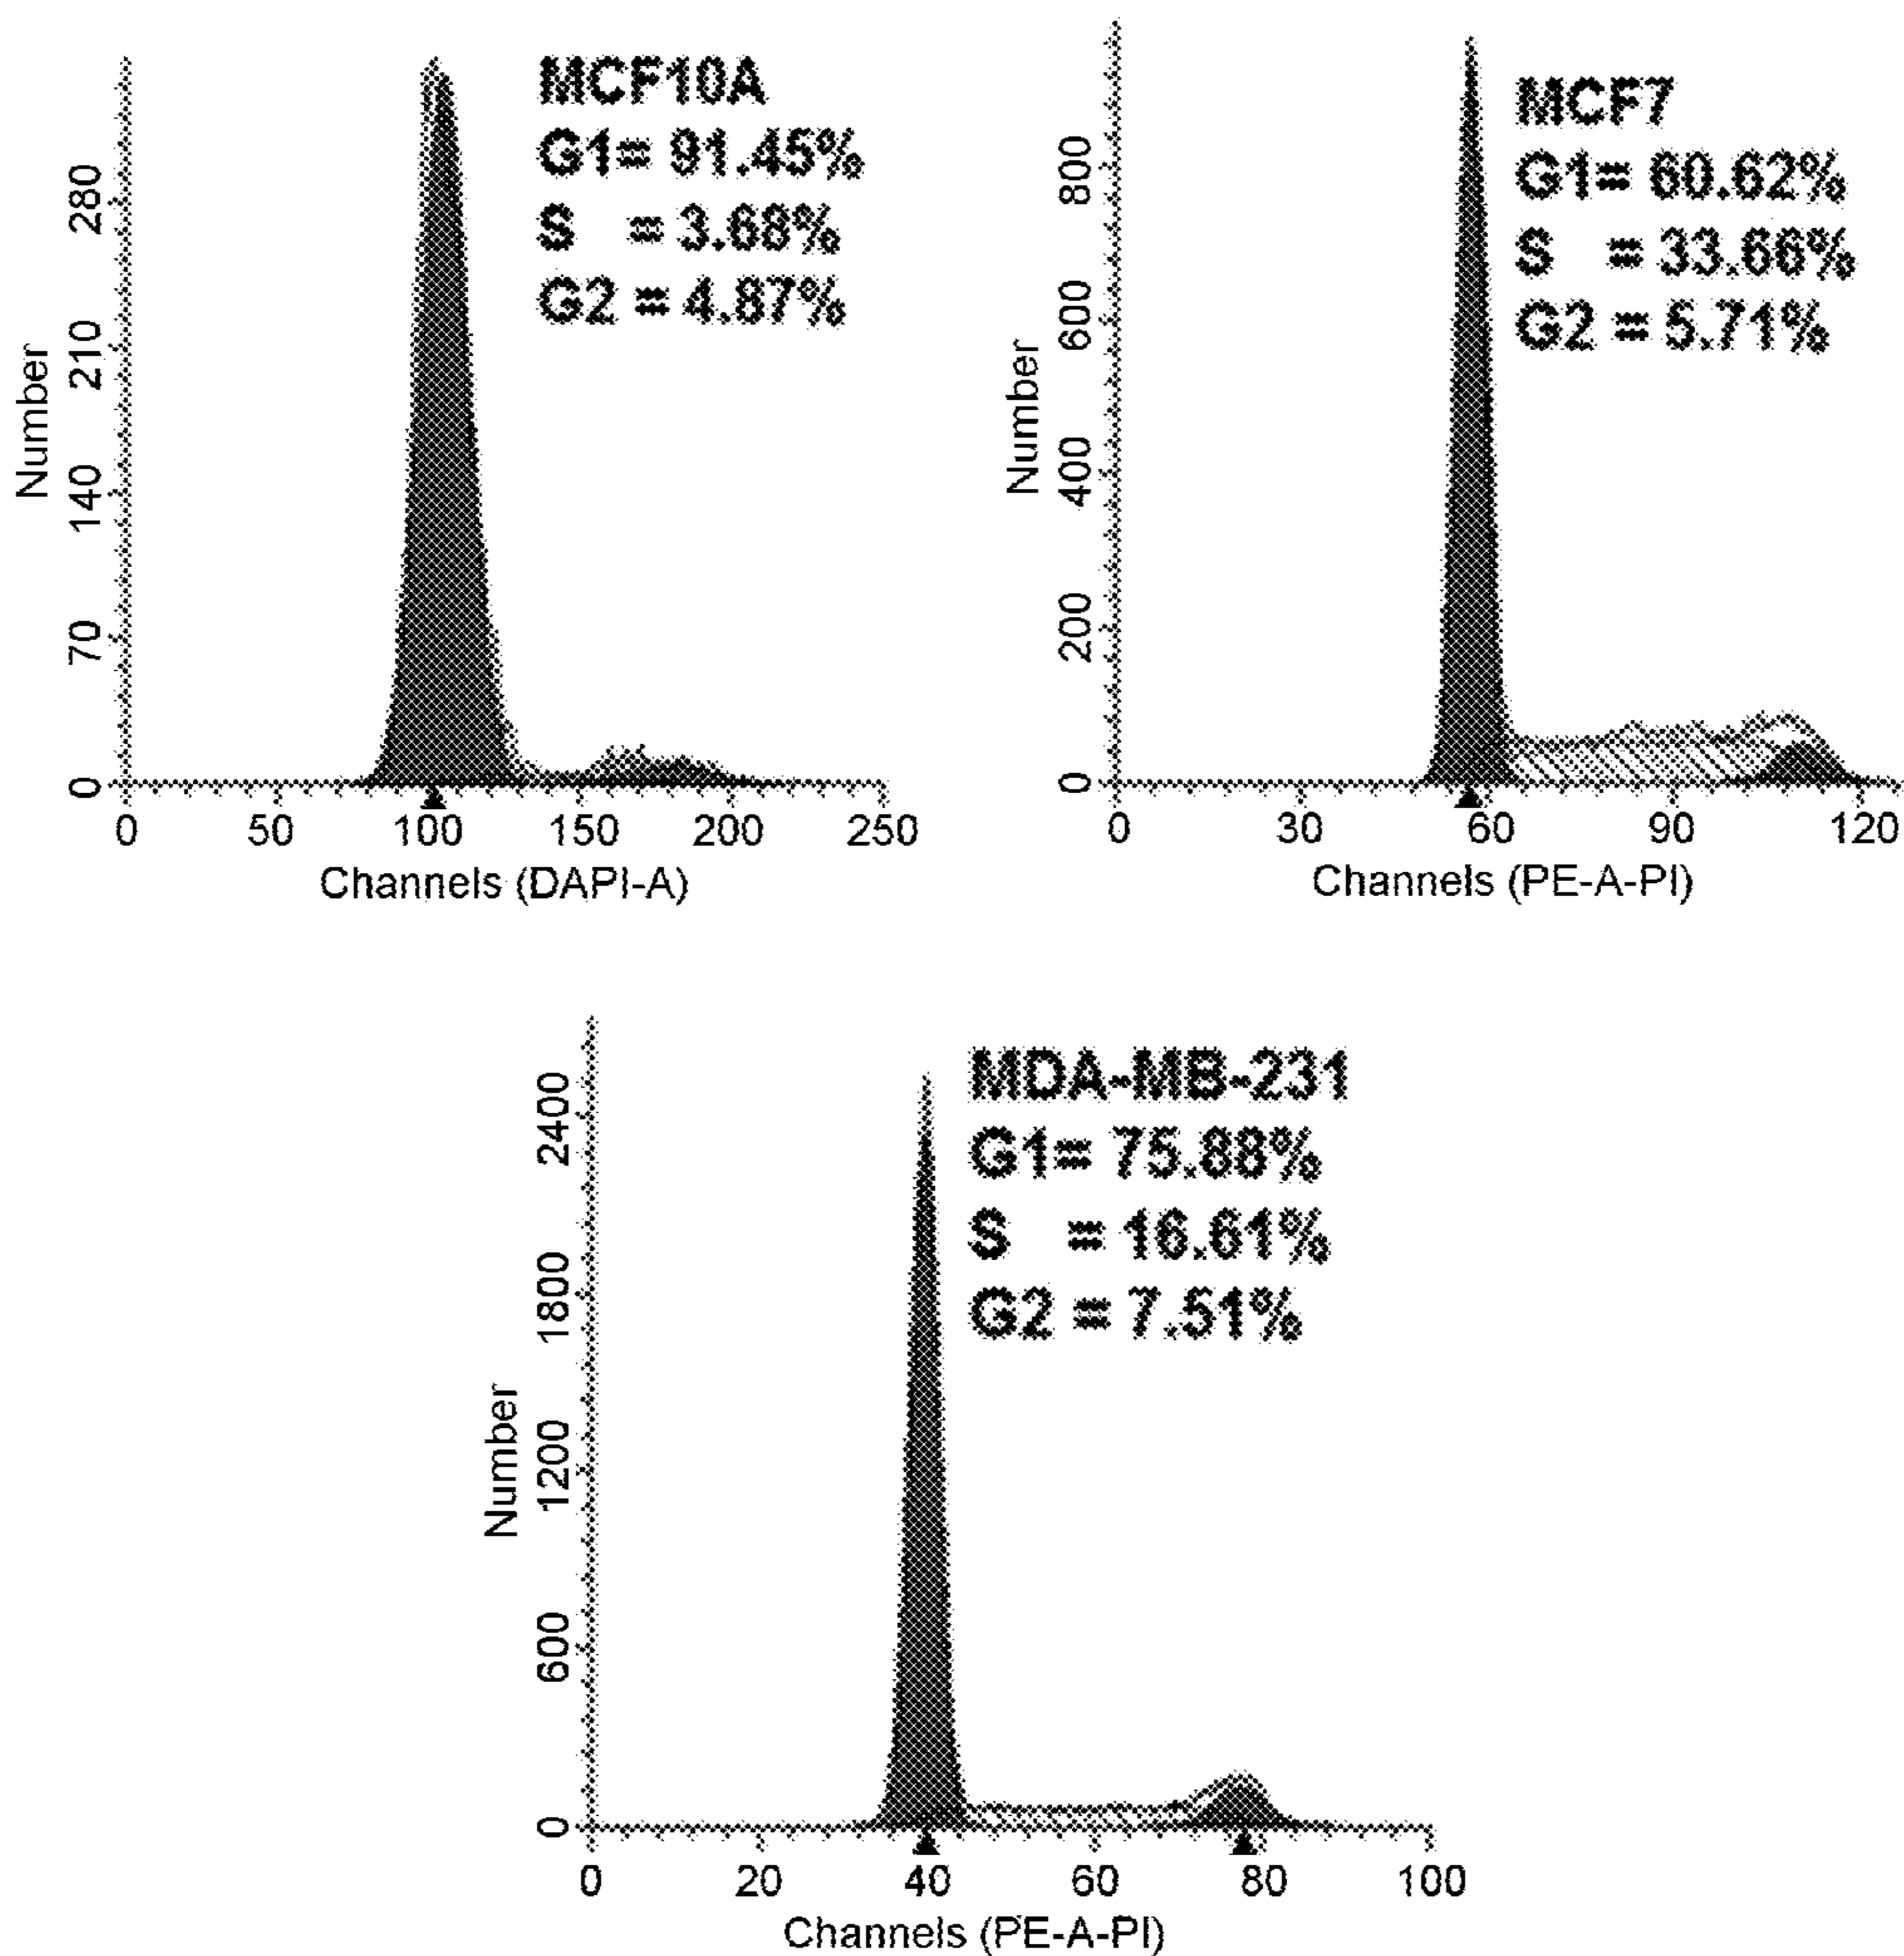 MCF10A
G1= 91.45%
S = 3.68%
G2 = 4.87%
Number
280
210
140
70
0
0 50 100 150 200 250
Channels (DAPI-A)
MCF7
G1= 60.62%
S = 33.66%
G2 = 5.71%
Number
800
600
400
200
0
0 30 60 90 120
Channels (PE-A-PI)
MDA-MB-231
G1= 75.88%
S = 16.61%
G2 = 7.51%
Number
2400
1800
1200
600
0
0 20 40 60 80 100
Channels (PE-A-PI)